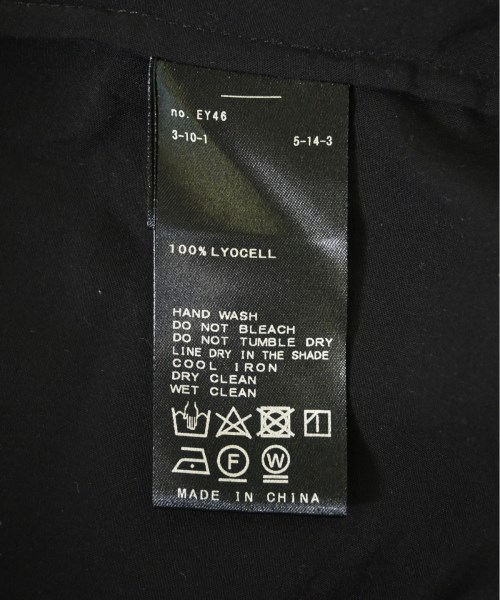 no. EY46
3-10-1 5-14-3
100% LYOCELL
HAND WASH
DO NOT BLEACH
DO NOT TUMBLE DRY
LINE DRY IN THE SHADE
COOL IRON
DRY CLEAN
WET CLEAN
F W
MADE IN CHINA